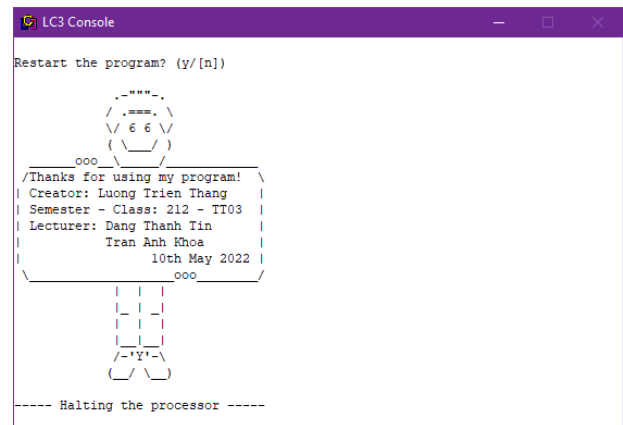 LC3 Console
Restart the program? (y/[n])
.-"""-.
/ .===. \
\/ 6 6 \/
( \___/ )
______ooo__\_____/____________
/Thanks for using my program!  \
| Creator: Luong Trien Thang    |
| Semester - Class: 212 - TT03  |
| Lecturer: Dang Thanh Tin      |
|           Tran Anh Khoa       |
|                 10th May 2022 |
\___________________ooo________/
|  |  |
|_ | _|
|  |  |
|__|__|
/-'Y'-\
(__/ \__)
----- Halting the processor -----